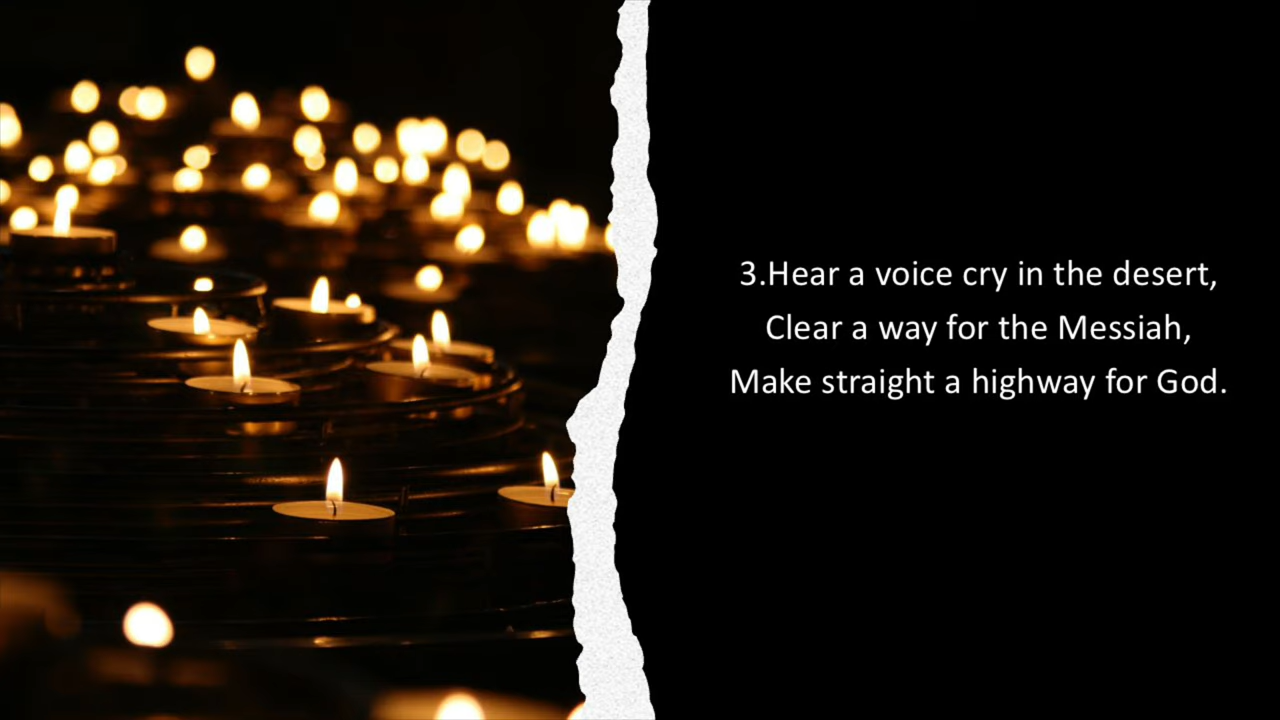 3.Hear a voice cry in the desert,
Clear a way for the Messiah,
Make straight a highway for God.